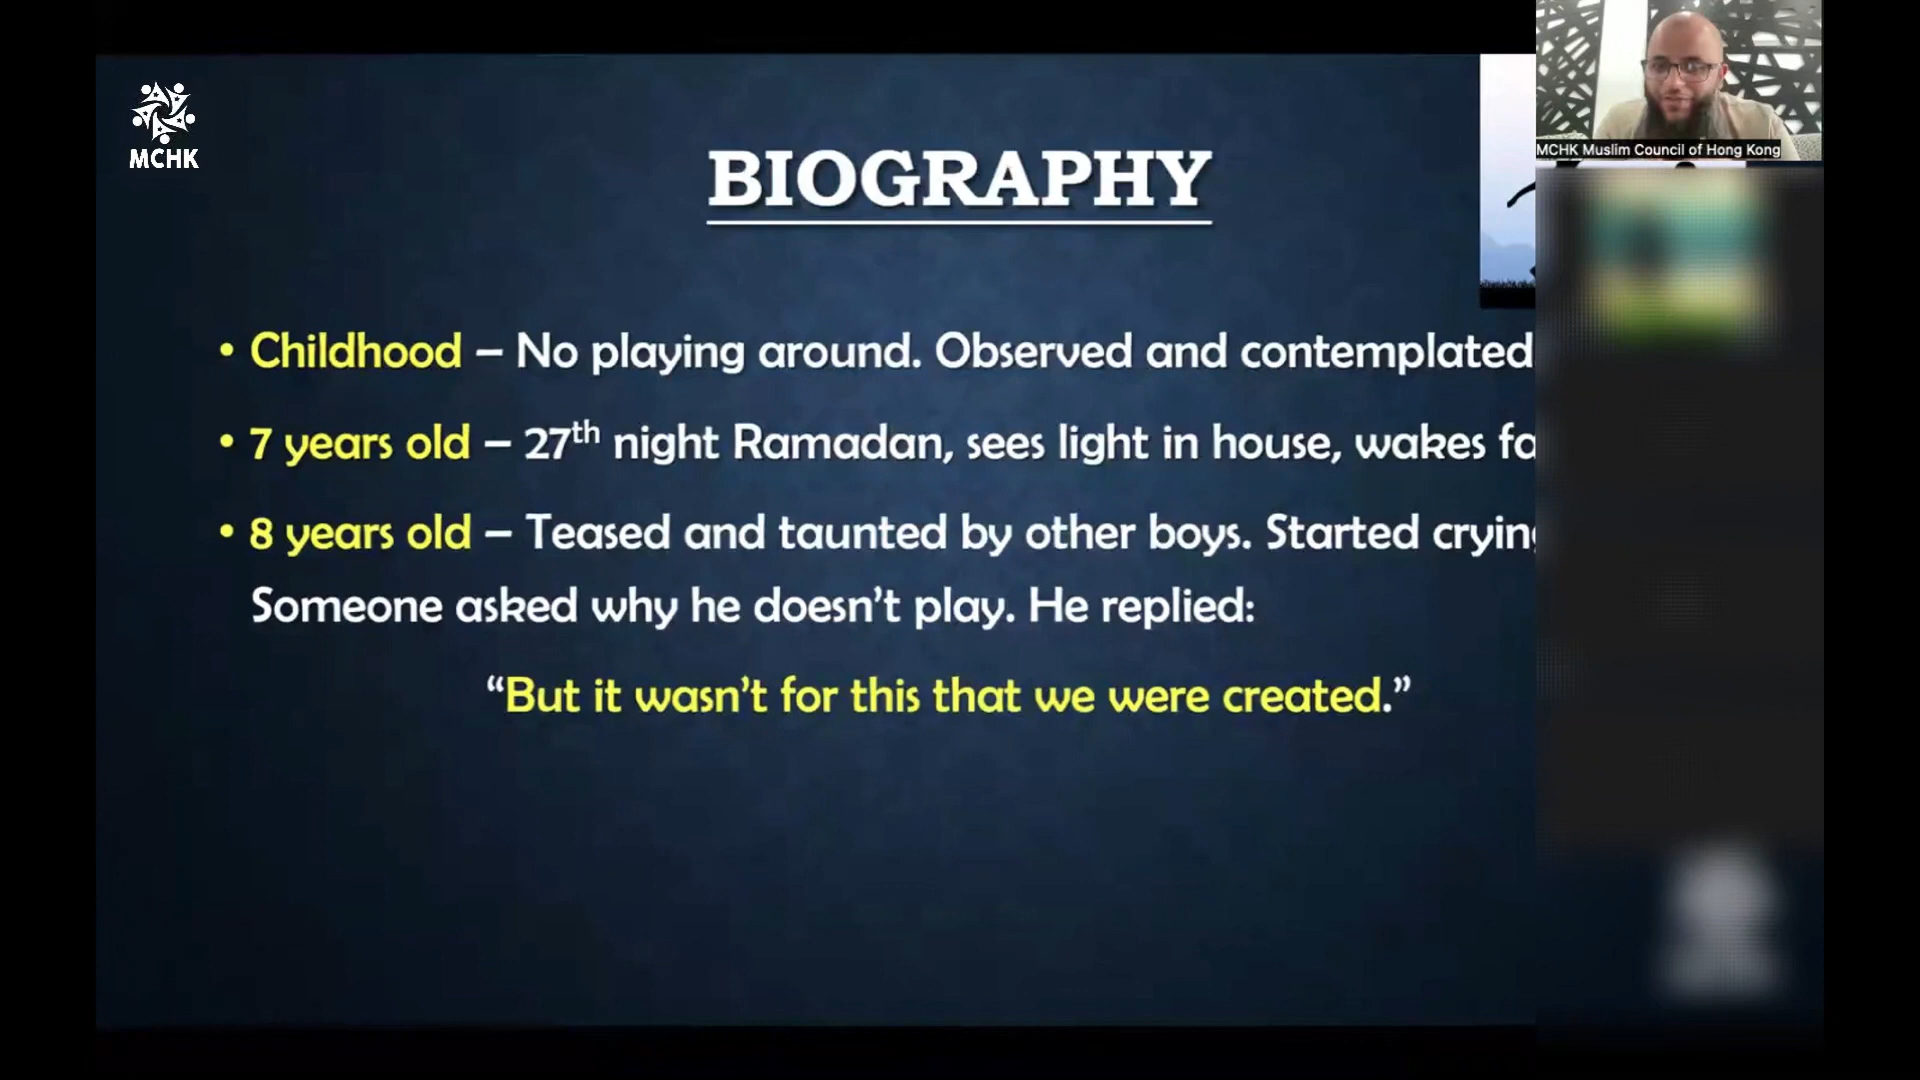 MCHK
BIOGRAPHY
• Childhood – No playing around. Observed and contemplated
• 7 years old – 27th night Ramadan, sees light in house, wakes
• 8 years old – Teased and taunted by other boys. Started
Someone asked why he doesn’t play. He replied:
“But it wasn’t for this that we were created.”
MCHK Muslim Council of Hong Kong